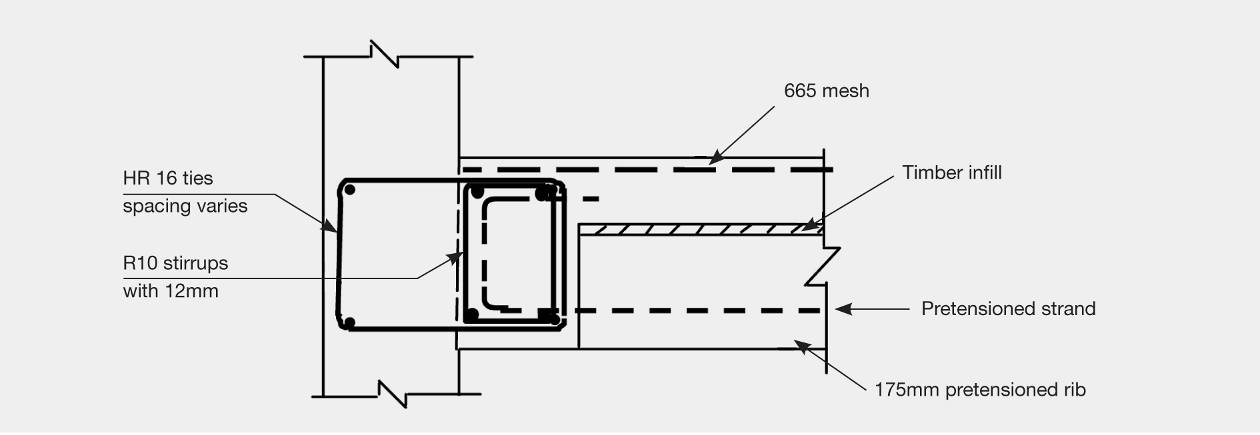 665 mesh
HR 16 ties
spacing varies
Timber infill
R10 stirrups
with 12mm
Pretensioned strand
175mm pretensioned rib